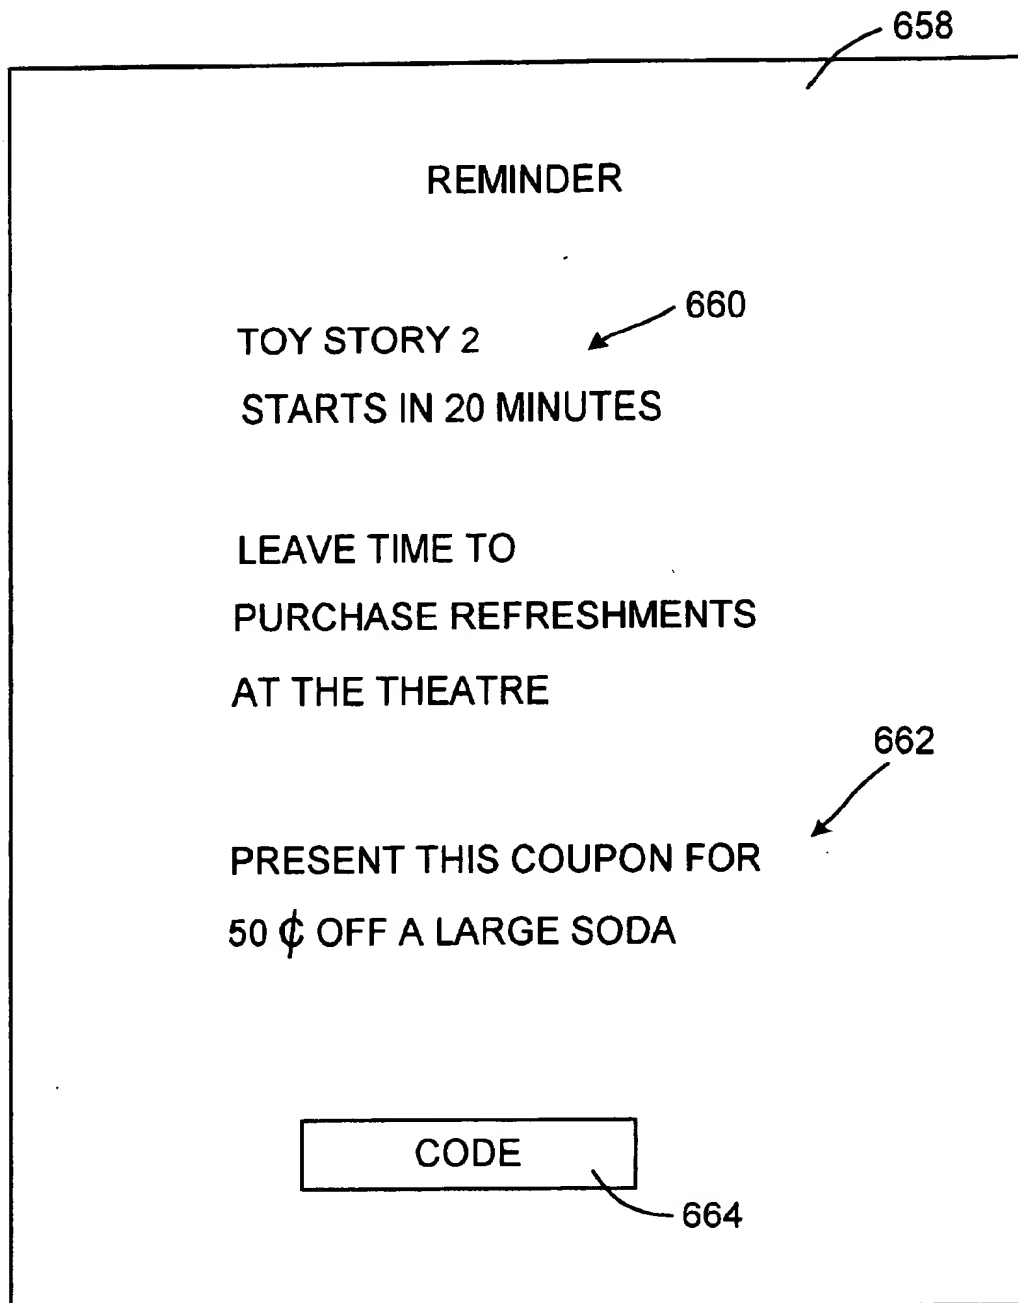 658
REMINDER
660
TOY STORY 2
STARTS IN 20 MINUTES
LEAVE TIME TO
PURCHASE REFRESHMENTS
AT THE THEATRE
662
PRESENT THIS COUPON FOR
50 ¢ OFF A LARGE SODA
CODE
664